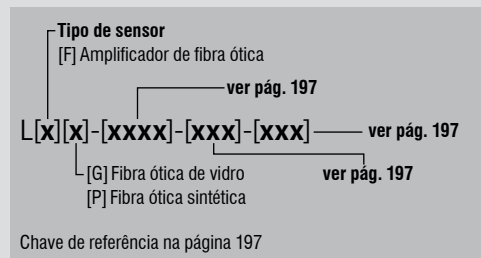 Tipo de sensor
[F] Amplificador de fibra ótica
ver pág. 197
L[x][x]-[xxxx]-[xxx]-[xxx] ver pág. 197
[G] Fibra ótica de vidro ver pág. 197
[P] Fibra ótica sintética
Chave de referência na página 197